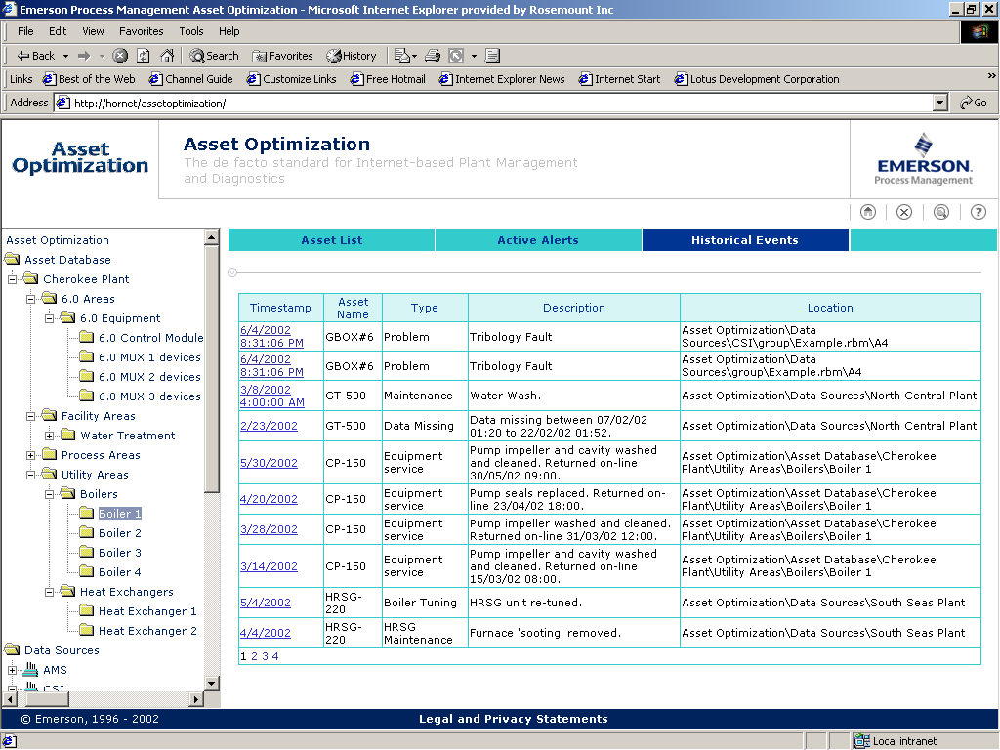 Emerson Process Management Asset Optimization - Microsoft Internet Explorer provided by Rosemount Inc
File Edit View Favorites Tools Help
Back Search Favorites History
Links Best of the Web Channel Guide Customize Links Free Hotmail Internet Explorer News Internet Start Lotus Development Corporation »
Address http://hornet/assetoptimization/ Go
Asset
Optimization
Asset Optimization
The de facto standard for Internet-based Plant Management
and Diagnostics
EMERSON.
Process Management
?
Asset Optimization
Asset Database
Cherokee Plant
6.0 Areas
6.0 Equipment
6.0 Control Module
6.0 MUX 1 devices
6.0 MUX 2 devices
6.0 MUX 3 devices
Facility Areas
Water Treatment
Process Areas
Utility Areas
Boilers
Boiler 1
Boiler 2
Boiler 3
Boiler 4
Heat Exchangers
Heat Exchanger 1
Heat Exchanger 2
Data Sources
AMS
CSI
Asset List Active Alerts Historical Events
Timestamp Asset Name Type Description Location
6/4/2002 GBOX#6 Problem Tribology Fault Asset Optimization\Data
8:31:06 PM Sources\CSI\group\Example.rbm\A4
6/4/2002 GBOX#6 Problem Tribology Fault Asset Optimization\Data
8:31:06 PM Sources\group\Example.rbm\A4
3/8/2002 GT-500 Maintenance Water Wash. Asset Optimization\Data Sources\North Central Plant
4:00:00 AM
2/23/2002 GT-500 Data Missing Data missing between 07/02/02 Asset Optimization\Data Sources\North Central Plant
01:20 to 22/02/02 01:52.
5/30/2002 CP-150 Equipment Pump impeller and cavity washed Asset Optimization\Asset Database\Cherokee
service and cleaned. Returned on-line Plant\Utility Areas\Boilers\Boiler 1
30/05/02 09:00.
4/20/2002 CP-150 Equipment Pump seals replaced. Returned on- Asset Optimization\Asset Database\Cherokee
service line 23/04/02 18:00. Plant\Utility Areas\Boilers\Boiler 1
3/28/2002 CP-150 Equipment Pump impeller washed and cleaned. Asset Optimization\Asset Database\Cherokee
service Returned on-line 31/03/02 12:00. Plant\Utility Areas\Boilers\Boiler 1
3/14/2002 CP-150 Equipment Pump impeller and cavity washed Asset Optimization\Asset Database\Cherokee
service and cleaned. Returned on-line Plant\Utility Areas\Boilers\Boiler 1
15/03/02 08:00.
5/4/2002 HRSG- Boiler Tuning HRSG unit re-tuned. Asset Optimization\Data Sources\South Seas Plant
220
4/4/2002 HRSG- HRSG Furnace 'sooting' removed. Asset Optimization\Data Sources\South Seas Plant
220 Maintenance
1 2 3 4
© Emerson, 1996 - 2002 Legal and Privacy Statements
Local intranet